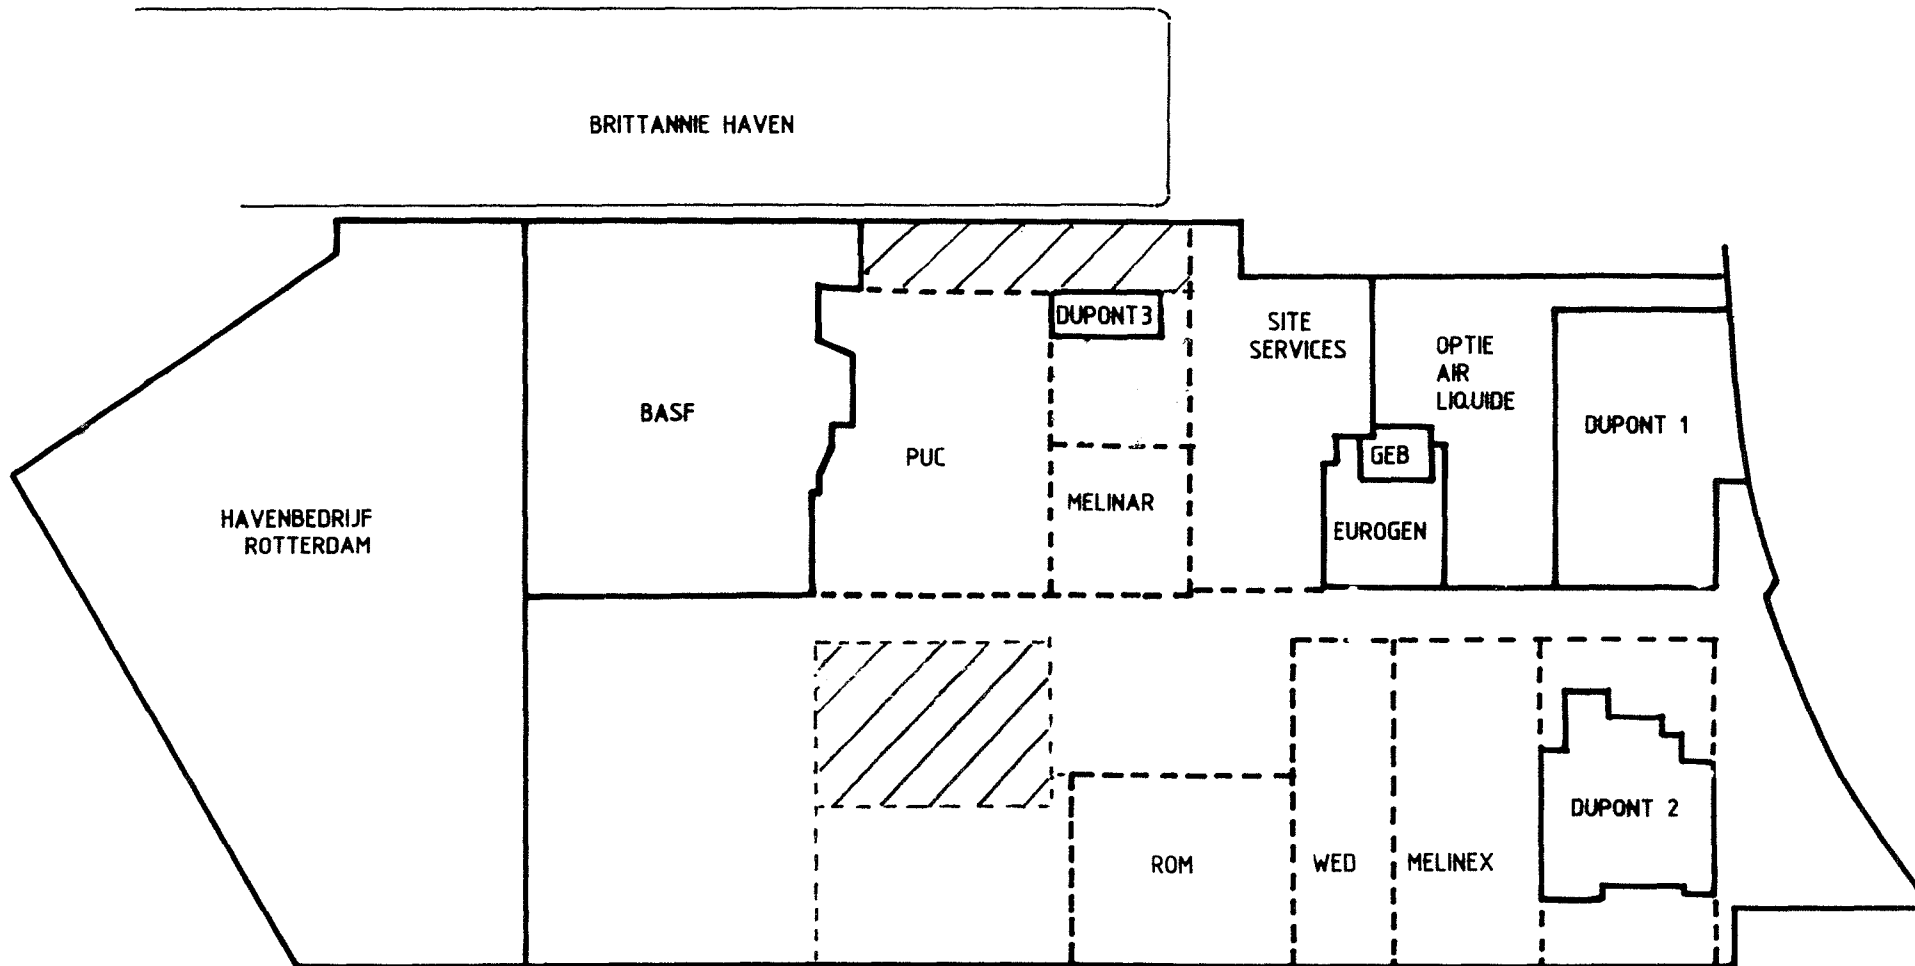 BRITTANNIE HAVEN
DUPONT 3
SITE
SERVICES
OPTIE
AIR
LIQUIDE
BASF
DUPONT 1
PUC
GEB
MELINAR
HAVENBEDRIJF
ROTTERDAM
EUROGEN
DUPONT 2
ROM
WED
MELINEX